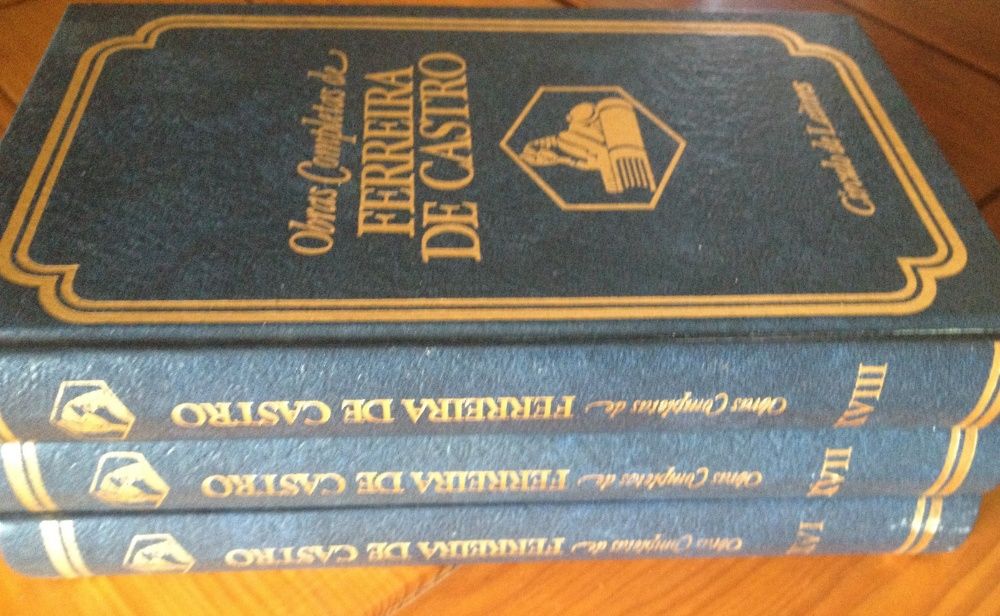 Obras Completas de
FERREIRA
DE CASTRO
Círculo de Leitores
Obras Completas de FERREIRA DE CASTRO
XVIII
Obras Completas de FERREIRA DE CASTRO
XVII
Obras Completas de FERREIRA DE CASTRO
XVI